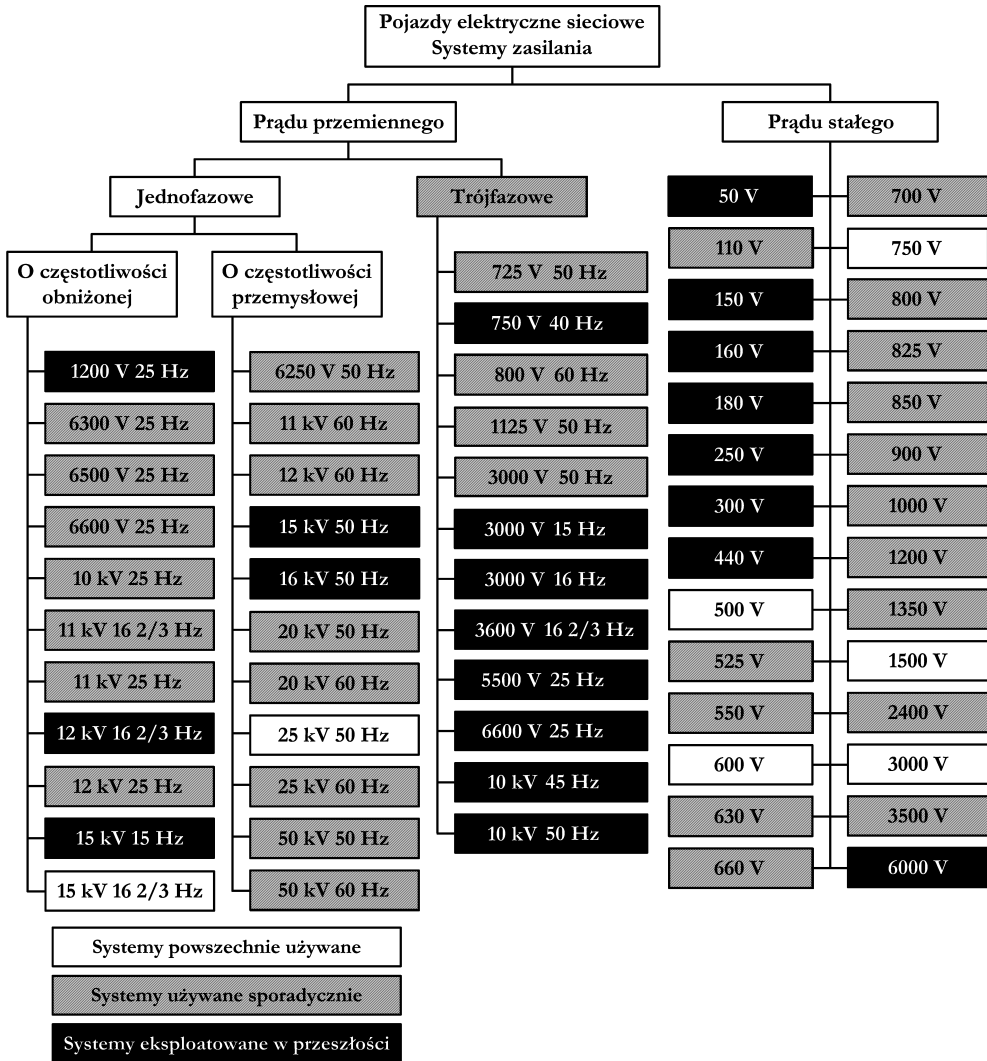 Pojazdy elektryczne sieciowe
Systemy zasilania
Prądu przemiennego
Prądu stałego
Jednofazowe
Trójfazowe
O częstotliwości
obniżonej
O częstotliwości
przemysłowej
1200 V 25 Hz
6300 V 25 Hz
6500 V 25 Hz
6600 V 25 Hz
10 kV 25 Hz
11 kV 16 2/3 Hz
11 kV 25 Hz
12 kV 16 2/3 Hz
12 kV 25 Hz
15 kV 15 Hz
15 kV 16 2/3 Hz
6250 V 50 Hz
11 kV 60 Hz
12 kV 60 Hz
15 kV 50 Hz
16 kV 50 Hz
20 kV 50 Hz
20 kV 60 Hz
25 kV 50 Hz
25 kV 60 Hz
50 kV 50 Hz
50 kV 60 Hz
725 V 50 Hz
750 V 40 Hz
800 V 60 Hz
1125 V 50 Hz
3000 V 50 Hz
3000 V 15 Hz
3000 V 16 Hz
3600 V 16 2/3 Hz
5500 V 25 Hz
6600 V 25 Hz
10 kV 45 Hz
10 kV 50 Hz
50 V
110 V
150 V
160 V
180 V
250 V
300 V
440 V
500 V
525 V
550 V
600 V
630 V
660 V
700 V
750 V
800 V
825 V
850 V
900 V
1000 V
1200 V
1350 V
1500 V
2400 V
3000 V
3500 V
6000 V
Systemy powszechnie używane
Systemy używane sporadycznie
Systemy eksploatowane w przeszłości